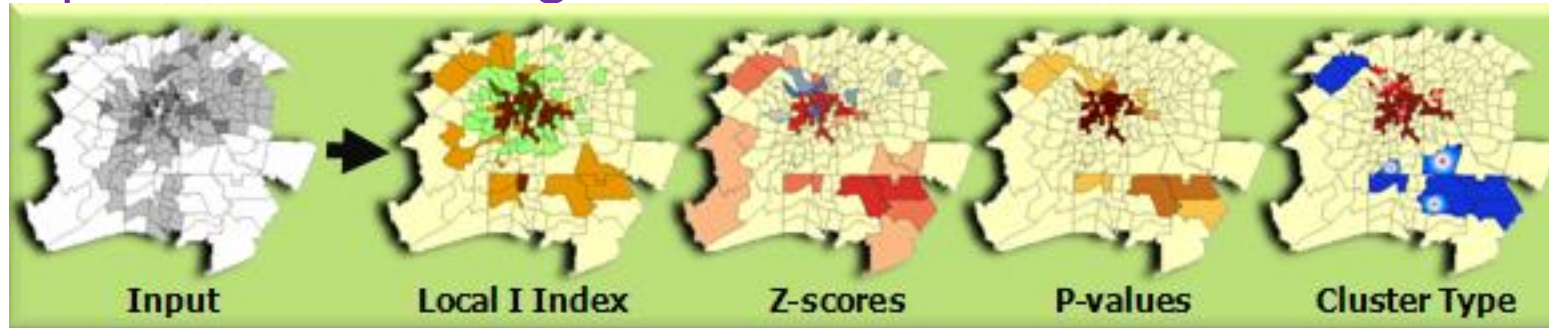 Input
Local I Index
Z-scores
P-values
Cluster Type